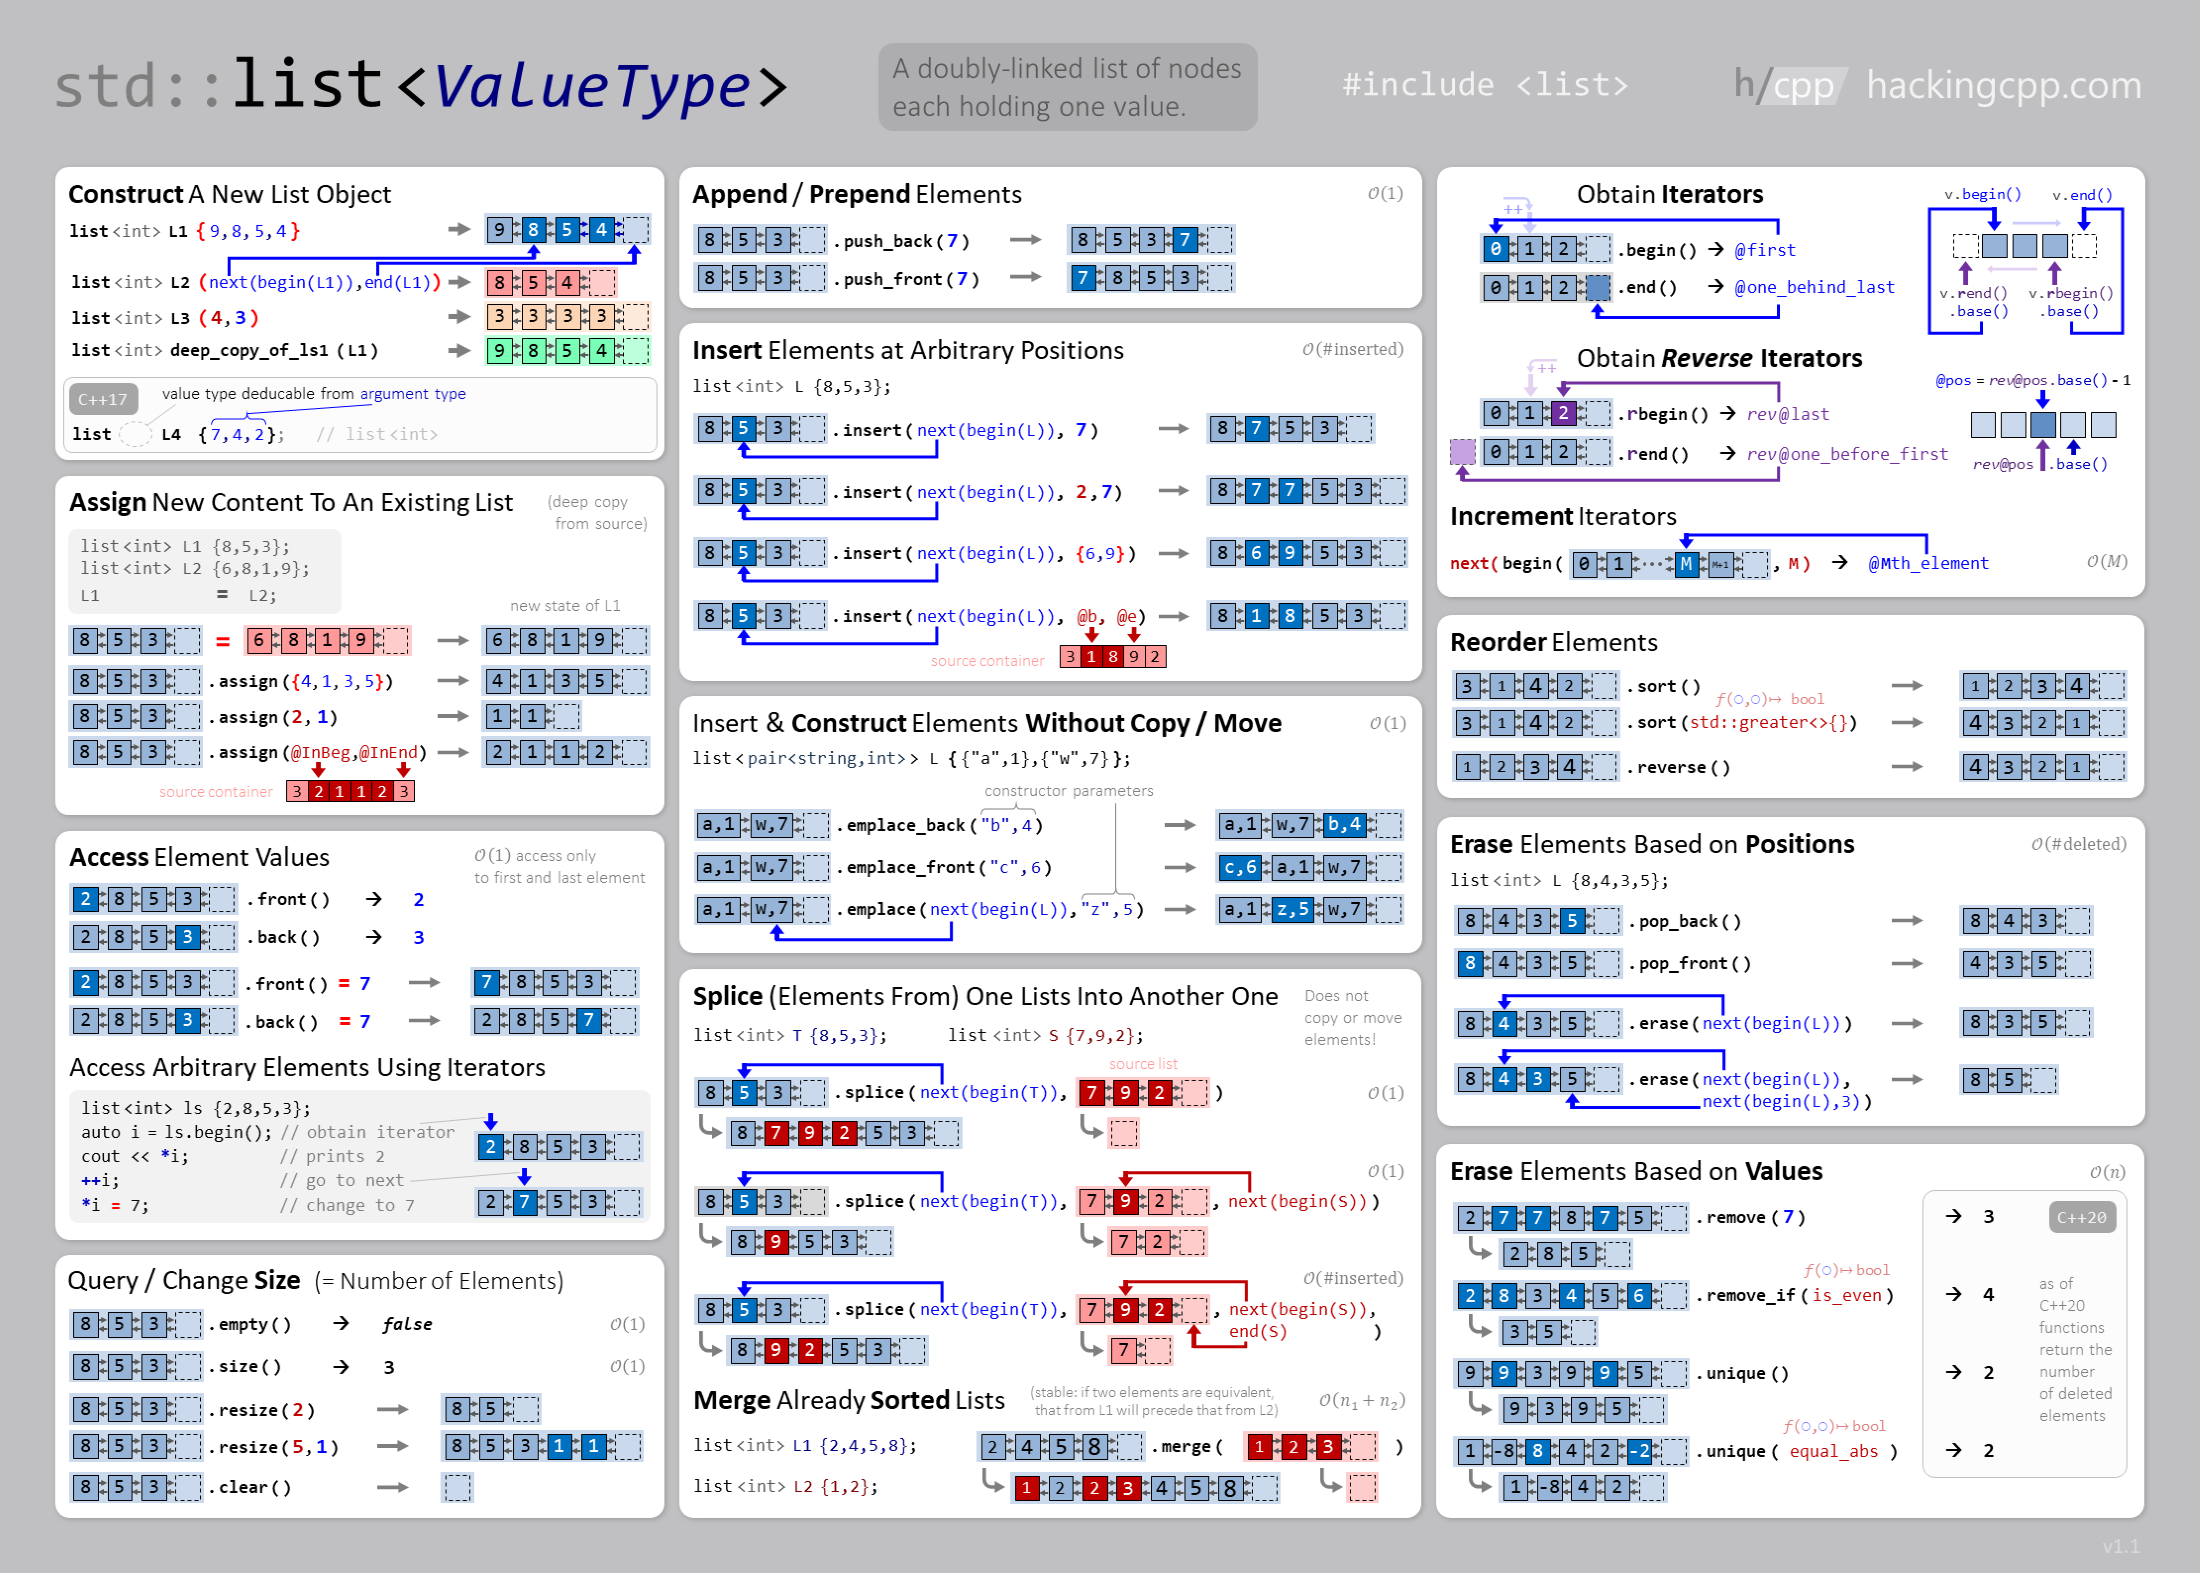 std::list<ValueType>
A doubly-linked list of nodes
each holding one value.
#include <list>
h/cpp hackingcpp.com
Construct A New List Object
list<int> L1 {9,8,5,4}
9 8 5 4
list<int> L2 (next(begin(L1)),end(L1))
8 5 4
list<int> L3 (4,3)
3 3 3 3
list<int> deep_copy_of_ls1 (L1)
9 8 5 4
C++17
value type deducable from argument type
list L4 {7,4,2}; // list<int>
Assign New Content To An Existing List
(deep copy
from source)
list<int> L1 {8,5,3};
list<int> L2 {6,8,1,9};
L1 = L2;
new state of L1
8 5 3 = 6 8 1 9 → 6 8 1 9
8 5 3 .assign({4,1,3,5}) → 4 1 3 5
8 5 3 .assign(2, 1) → 1 1
8 5 3 .assign(@InBeg,@InEnd) → 2 1 1 2
source container 3 2 1 1 2 3
Access Element Values
O(1) access only
to first and last element
2 8 5 3 .front() → 2
2 8 5 3 .back() → 3
2 8 5 3 .front() = 7 → 7 8 5 3
2 8 5 3 .back() = 7 → 2 8 5 7
Access Arbitrary Elements Using Iterators
list<int> ls {2,8,5,3};
auto i = ls.begin(); // obtain iterator
cout << *i; // prints 2
2 8 5 3
++i; // go to next
*i = 7; // change to 7
2 7 5 3
Query / Change Size (= Number of Elements)
8 5 3 .empty() → false O(1)
8 5 3 .size() → 3 O(1)
8 5 3 .resize(2) → 8 5
8 5 3 .resize(5,1) → 8 5 3 1 1
8 5 3 .clear() →
Append / Prepend Elements O(1)
8 5 3 .push_back(7) → 8 5 3 7
8 5 3 .push_front(7) → 7 8 5 3
Insert Elements at Arbitrary Positions O(#inserted)
list<int> L {8,5,3};
8 5 3 .insert(next(begin(L)), 7) → 8 7 5 3
8 5 3 .insert(next(begin(L)), 2,7) → 8 7 7 5 3
8 5 3 .insert(next(begin(L)), {6,9}) → 8 6 9 5 3
8 5 3 .insert(next(begin(L)), @b, @e) → 8 1 8 5 3
source container 3 1 8 9 2
Insert & Construct Elements Without Copy / Move O(1)
list<pair<string,int>> L {{"a",1},{"w",7}};
constructor parameters
a,1 w,7 .emplace_back("b",4) → a,1 w,7 b,4
a,1 w,7 .emplace_front("c",6) → c,6 a,1 w,7
a,1 w,7 .emplace(next(begin(L)),"z",5) → a,1 z,5 w,7
Splice (Elements From) One Lists Into Another One
Does not
copy or move
elements!
list<int> T {8,5,3}; list<int> S {7,9,2};
source list
8 5 3 .splice(next(begin(T)), 7 9 2 ) O(1)
8 7 9 2 5 3
O(1)
8 5 3 .splice(next(begin(T)), 7 9 2 , next(begin(S)))
8 9 5 3 7 2
O(#inserted)
8 5 3 .splice(next(begin(T)), 7 9 2 , next(begin(S)),
end(S) )
8 9 2 5 3 7
Merge Already Sorted Lists
(stable: if two elements are equivalent,
that from L1 will precede that from L2)
O(n1 + n2)
list<int> L1 {2,4,5,8};
2 4 5 8 .merge( 1 2 3 )
list<int> L2 {1,2};
1 2 2 3 4 5 8
Obtain Iterators
++
0 1 2 .begin() → @first
0 1 2 .end() → @one_behind_last
v.begin() v.end()
v.rend() v.rbegin()
.base() .base()
Obtain Reverse Iterators
++
0 1 2 .rbegin() → rev@last
0 1 2 .rend() → rev@one_before_first
@pos = rev@pos.base() - 1
rev@pos .base()
Increment Iterators
next(begin( 0 1 ... M M+1 , M) → @Mth_element O(M)
Reorder Elements
3 1 4 2 .sort() → 1 2 3 4
f(○,○)↦ bool
3 1 4 2 .sort(std::greater<>{}) → 4 3 2 1
1 2 3 4 .reverse() → 4 3 2 1
Erase Elements Based on Positions O(#deleted)
list<int> L {8,4,3,5};
8 4 3 5 .pop_back() → 8 4 3
8 4 3 5 .pop_front() → 4 3 5
8 4 3 5 .erase(next(begin(L))) → 8 3 5
8 4 3 5 .erase(next(begin(L)), → 8 5
next(begin(L),3))
Erase Elements Based on Values O(n)
2 7 7 8 7 5 .remove(7) → 3
C++20
2 8 5
f(○)↦bool
2 8 3 4 5 6 .remove_if(is_even) → 4
3 5
9 9 3 9 9 5 .unique() → 2
9 3 9 5
f(○,○)↦bool
1 -8 8 4 2 -2 .unique( equal_abs ) → 2
1 -8 4 2
as of
C++20
functions
return the
number
of deleted
elements
v1.1